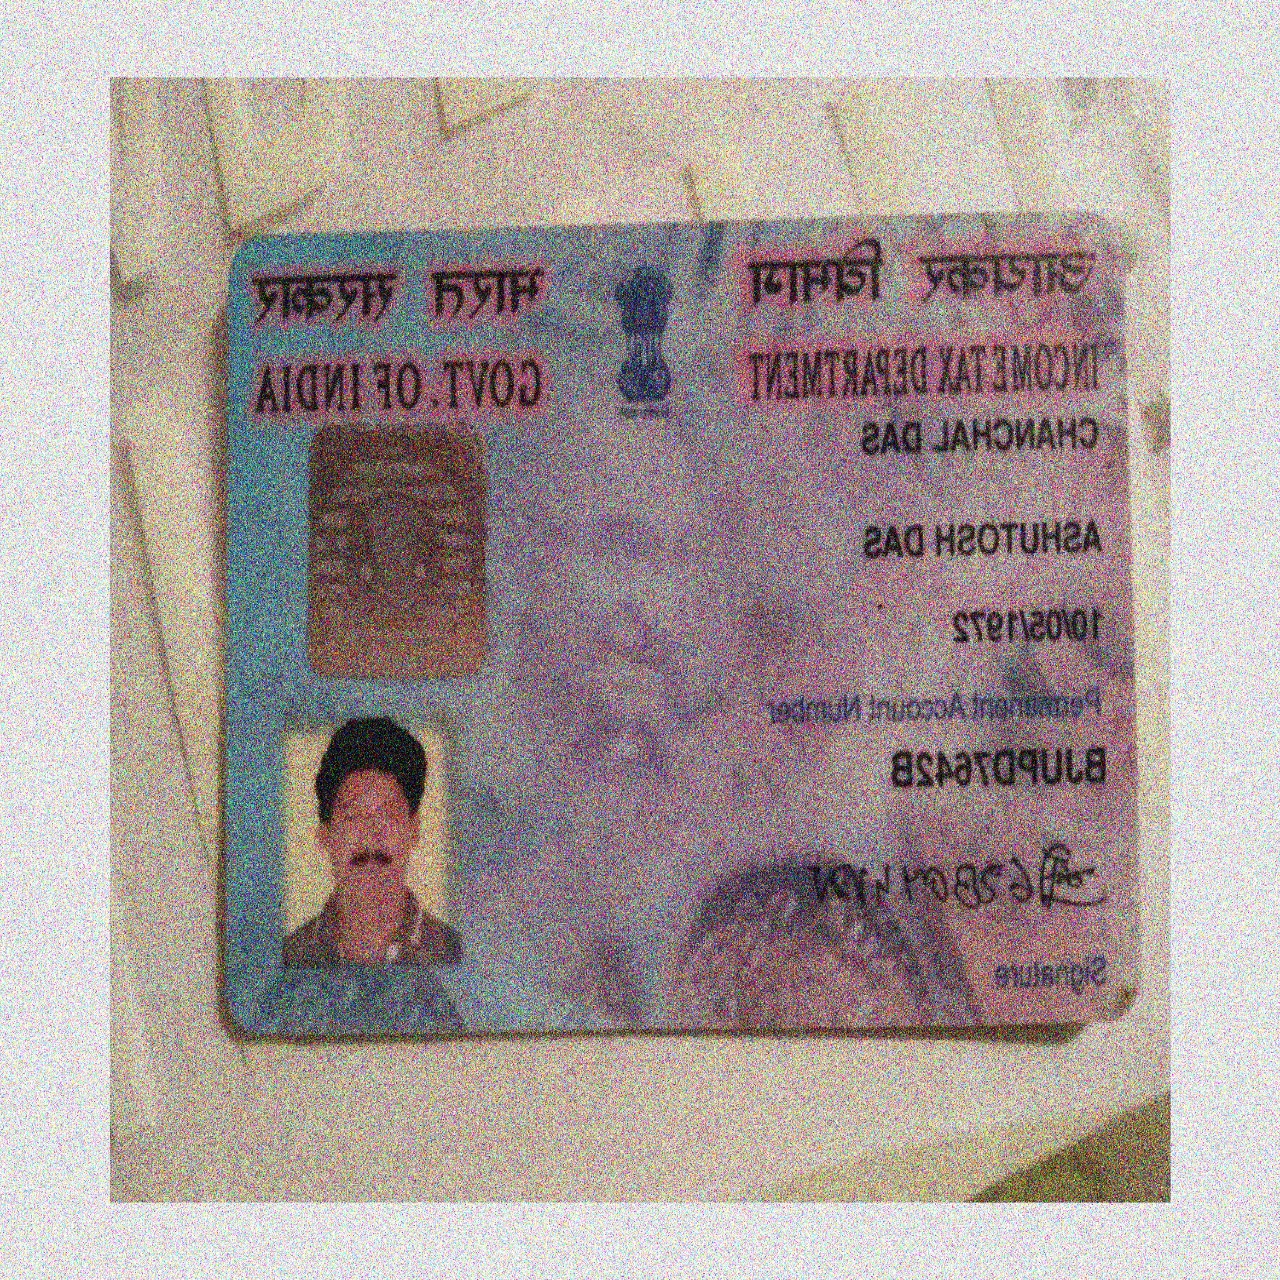 आयकर विभाग
INCOME TAX DEPARTMENT
भारत सरकार
GOVT. OF INDIA
CHANCHAL DAS
ASHUTOSH DAS
10/05/1972
Permanent Account Number
BJUPD7642B
Signature